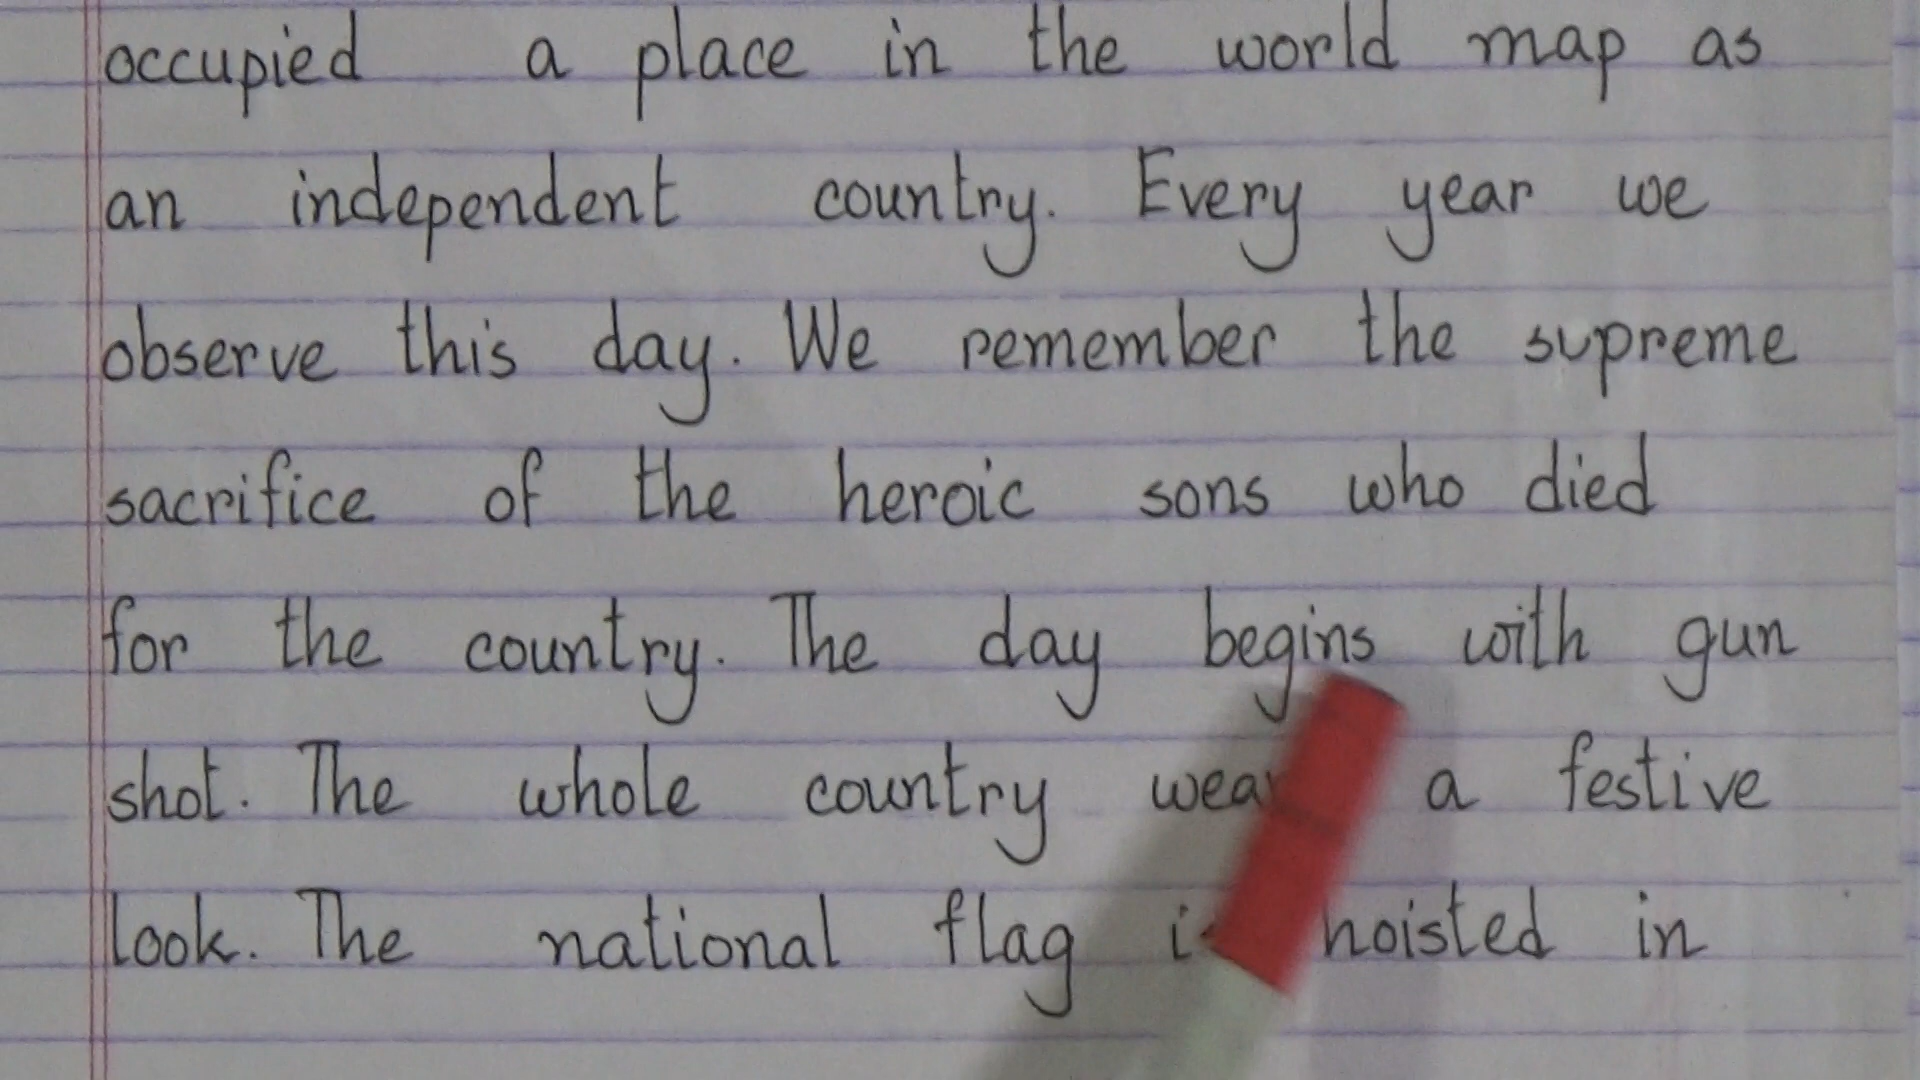 occupied a place in the world map as
an independent country. Every year we
observe this day. We remember the supreme
sacrifice of the heroic sons who died
for the country. The day begins with gun
shot. The whole country a festive
look. The national flag hoisted in